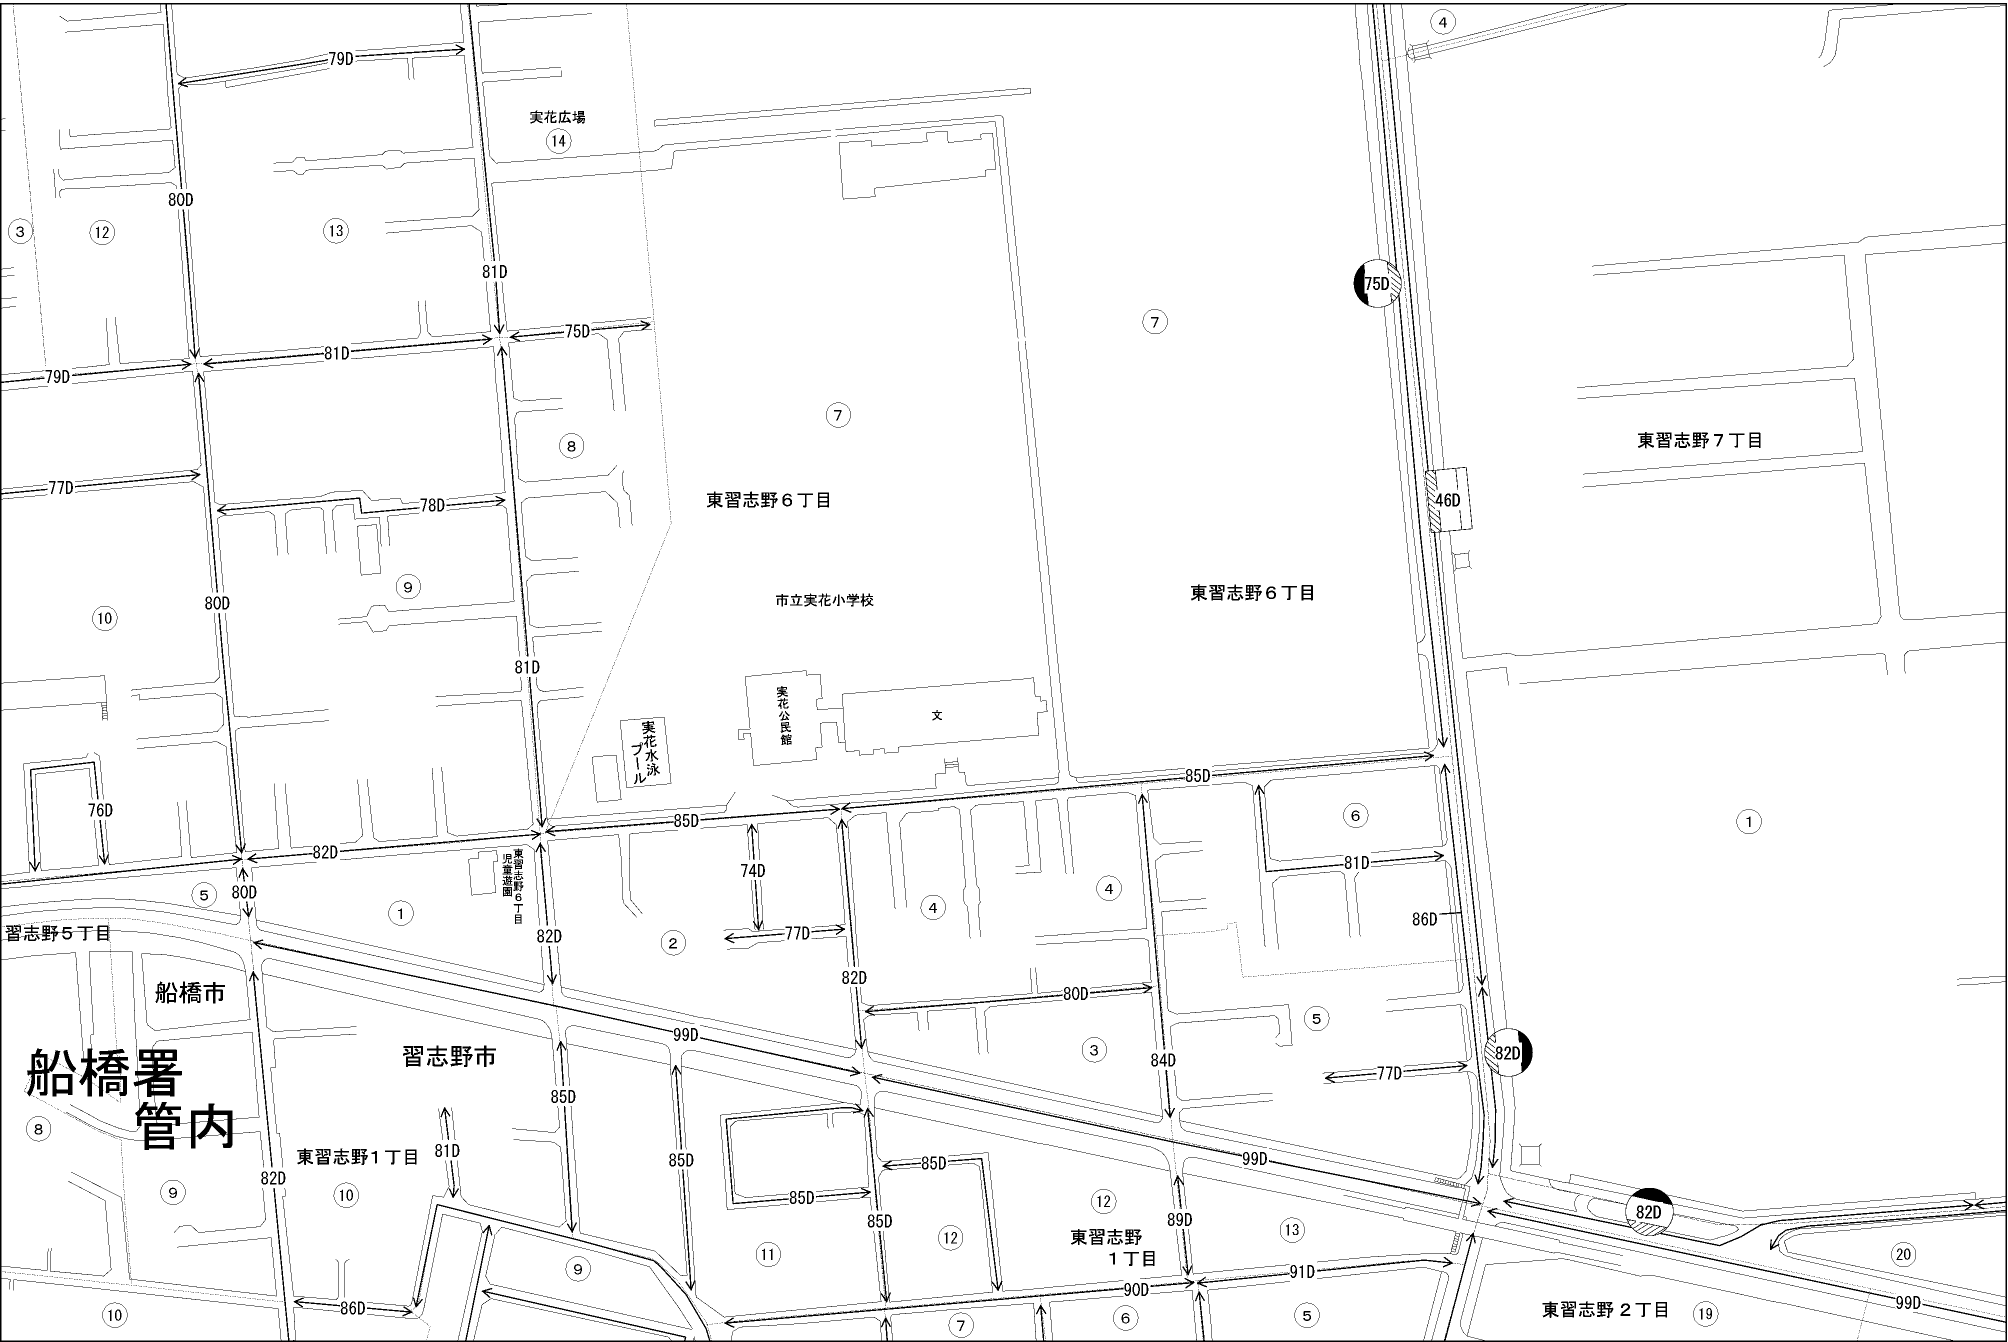 ④
79D
実花広場
⑭
80D
③
⑫
⑬
81D
75D
⑦
75D
81D
79D
⑦
⑧
東習志野７丁目
77D
78D
東習志野６丁目
46D
⑨
80D
⑩
市立実花小学校
東習志野６丁目
81D
実花公民館
文
実花水泳
プール
85D
76D
85D
⑥
①
82D
東習志野６丁目
児童遊園
74D
81D
⑤
80D
①
④
④
86D
習志野５丁目
82D
②
77D
82D
船橋市
80D
⑤
99D
③
習志野市
84D
82D
船橋署
管内
77D
85D
⑧
81D
東習志野１丁目
85D
85D
99D
82D
⑨
⑩
85D
⑫
82D
85D
89D
⑪
⑫
東習志野
１丁目
⑬
⑳
⑨
91D
86D
90D
99D
⑩
⑦
⑥
⑤
東習志野２丁目
⑲